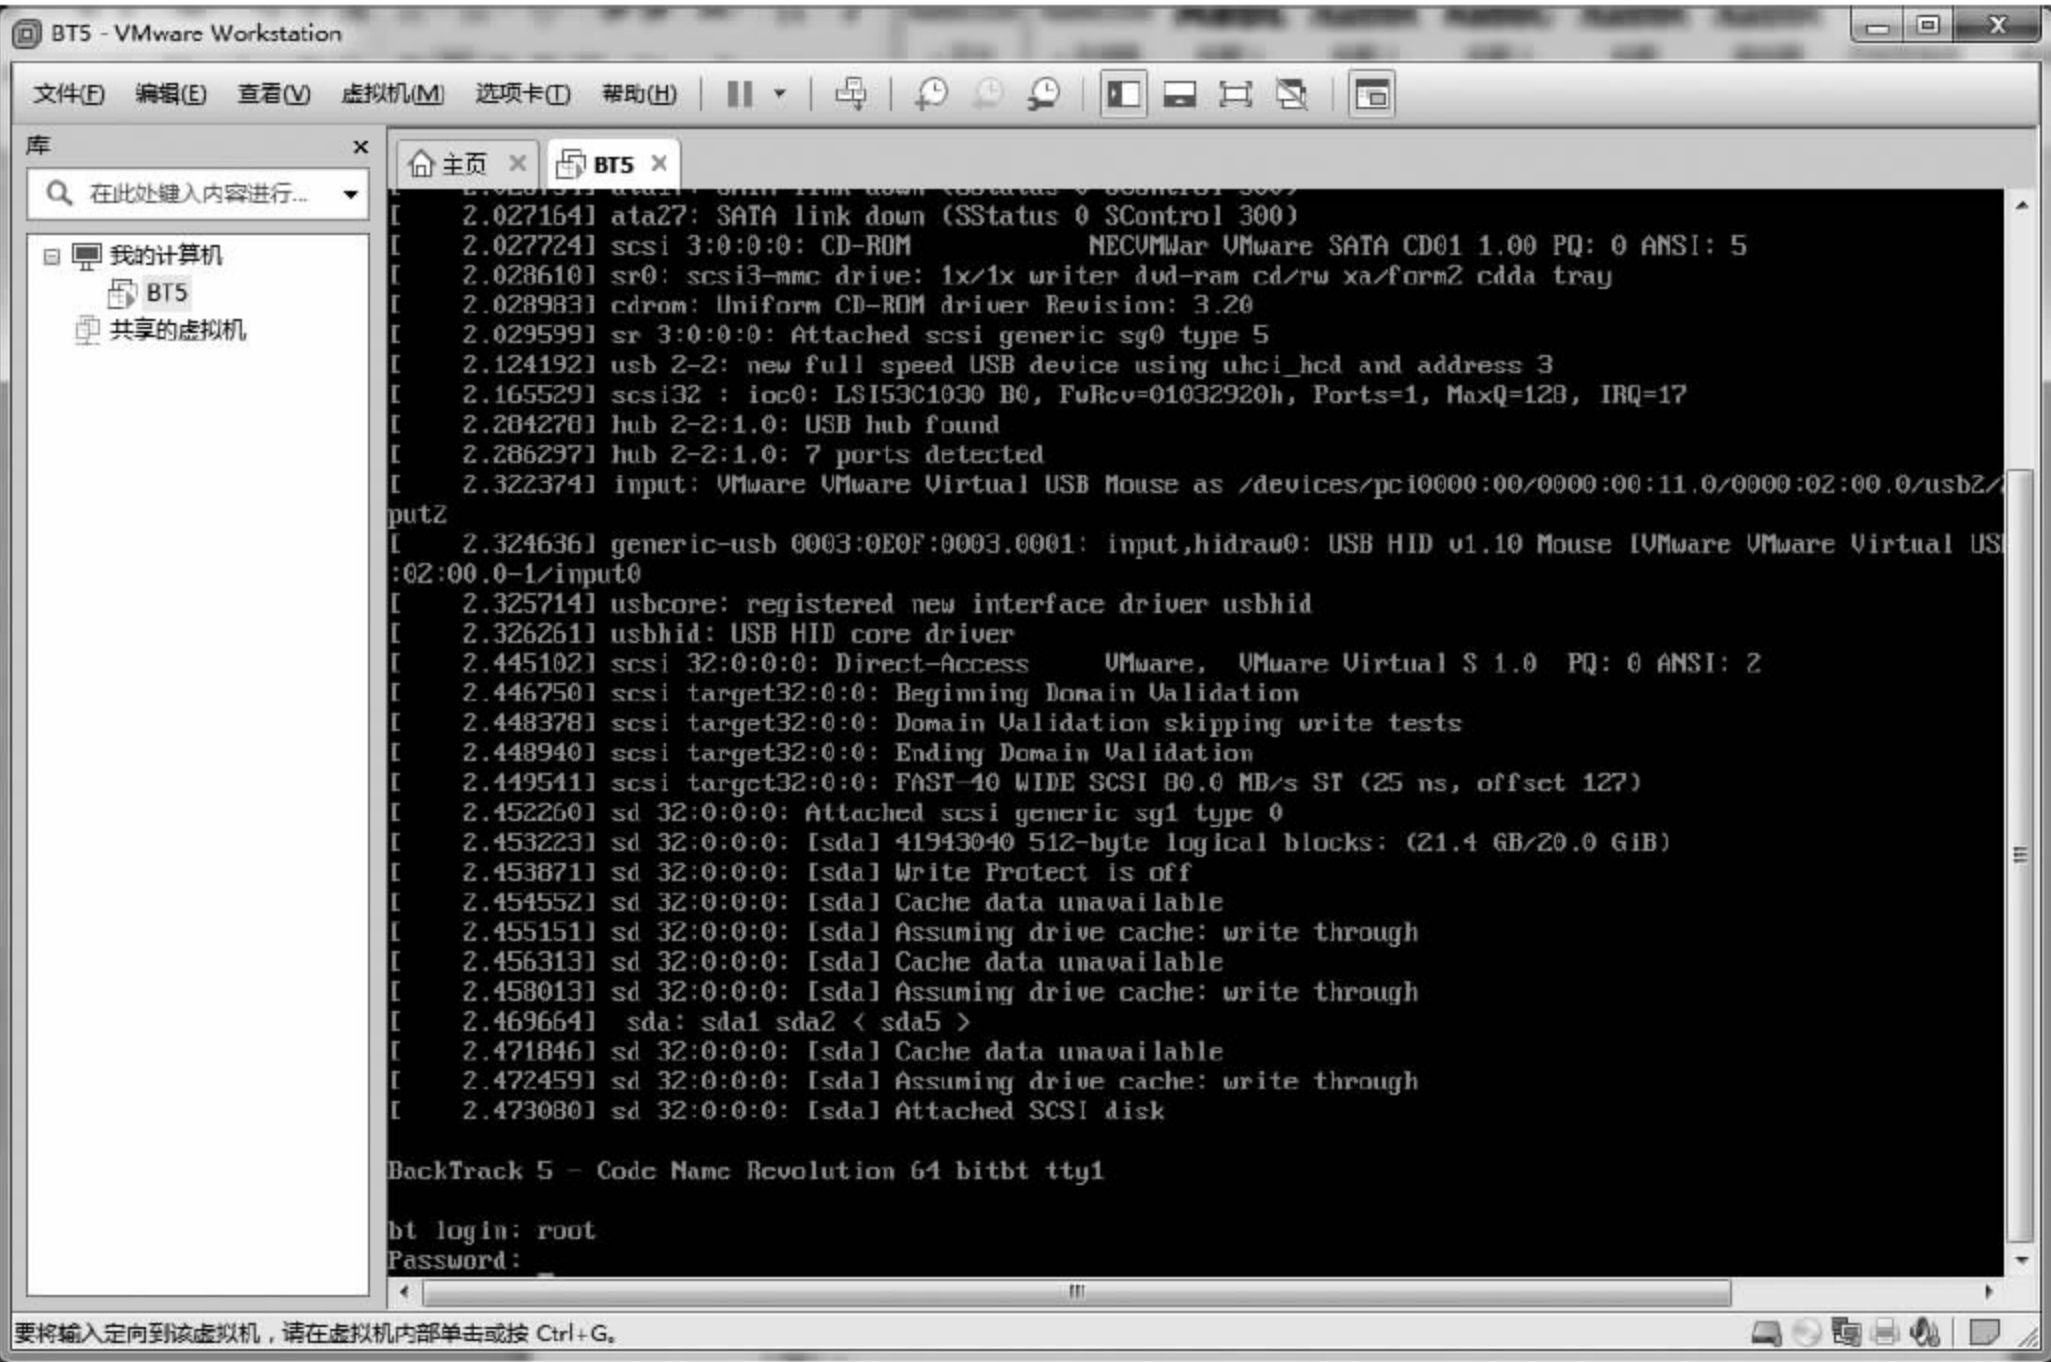 BT5 - VMware Workstation
文件(F) 编辑(E) 查看(V) 虚拟机(M) 选项卡(T) 帮助(H)
库
主页 BT5
在此处键入内容进行...
我的计算机
BT5
共享的虚拟机
SATA link down (SStatus 0 SControl 300)
[ 2.027164] ata27: SATA link down (SStatus 0 SControl 300)
[ 2.027724] scsi 3:0:0:0: CD-ROM NECVMWar VMware SATA CD01 1.00 PQ: 0 ANSI: 5
[ 2.028610] sr0: scsi3-mmc drive: 1x/1x writer dvd-ram cd/rw xa/form2 cdda tray
[ 2.028983] cdrom: Uniform CD-ROM driver Revision: 3.20
[ 2.029599] sr 3:0:0:0: Attached scsi generic sg0 type 5
[ 2.124192] usb 2-2: new full speed USB device using uhci_hcd and address 3
[ 2.165529] scsi32 : ioc0: LSI53C1030 B0, FwRev=01032920h, Ports=1, MaxQ=128, IRQ=17
[ 2.284278] hub 2-2:1.0: USB hub found
[ 2.286297] hub 2-2:1.0: 7 ports detected
[ 2.322374] input: VMware VMware Virtual USB Mouse as /devices/pci0000:00/0000:00:11.0/0000:02:00.0/usb2/
put2
[ 2.324636] generic-usb 0003:0E0F:0003.0001: input,hidraw0: USB HID v1.10 Mouse [VMware VMware Virtual US
:02:00.0-1/input0
[ 2.325714] usbcore: registered new interface driver usbhid
[ 2.326261] usbhid: USB HID core driver
[ 2.445102] scsi 32:0:0:0: Direct-Access VMware, VMware Virtual S 1.0 PQ: 0 ANSI: 2
[ 2.446750] scsi target32:0:0: Beginning Domain Validation
[ 2.448378] scsi target32:0:0: Domain Validation skipping write tests
[ 2.448940] scsi target32:0:0: Ending Domain Validation
[ 2.449541] scsi target32:0:0: FAST-40 WIDE SCSI 80.0 MB/s ST (25 ns, offset 127)
[ 2.452260] sd 32:0:0:0: Attached scsi generic sg1 type 0
[ 2.453223] sd 32:0:0:0: [sda] 41943040 512-byte logical blocks: (21.4 GB/20.0 GiB)
[ 2.453871] sd 32:0:0:0: [sda] Write Protect is off
[ 2.454552] sd 32:0:0:0: [sda] Cache data unavailable
[ 2.455151] sd 32:0:0:0: [sda] Assuming drive cache: write through
[ 2.456313] sd 32:0:0:0: [sda] Cache data unavailable
[ 2.458013] sd 32:0:0:0: [sda] Assuming drive cache: write through
[ 2.469664] sda: sda1 sda2 < sda5 >
[ 2.471846] sd 32:0:0:0: [sda] Cache data unavailable
[ 2.472459] sd 32:0:0:0: [sda] Assuming drive cache: write through
[ 2.473080] sd 32:0:0:0: [sda] Attached SCSI disk
BackTrack 5 - Code Name Revolution 64 bitbt tty1
bt login: root
Password:
要将输入定向到该虚拟机，请在虚拟机内部单击或按 Ctrl+G。